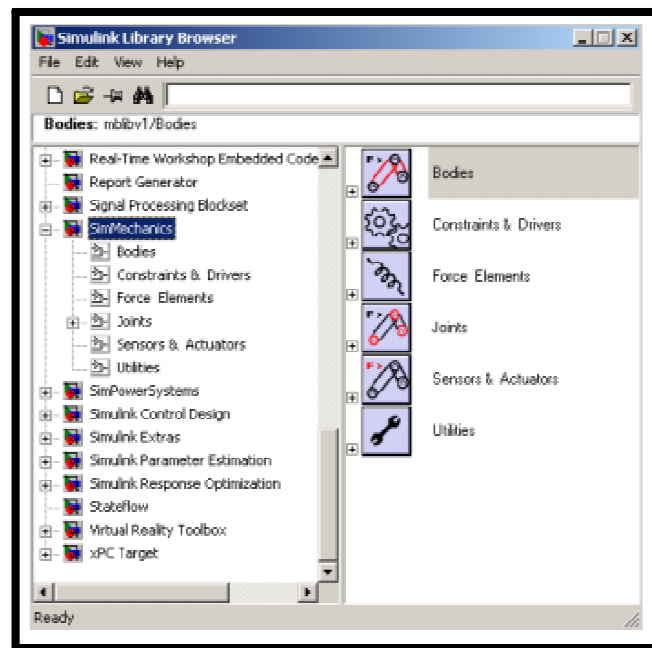 Simulink Library Browser
File Edit View Help
Bodies: mblibv1/Bodies
Real-Time Workshop Embedded Code
Report Generator
Signal Processing Blockset
SimMechanics
Bodies
Constraints & Drivers
Force Elements
Joints
Sensors & Actuators
Utilities
SimPowerSystems
Simulink Control Design
Simulink Extras
Simulink Parameter Estimation
Simulink Response Optimization
Stateflow
Virtual Reality Toolbox
xPC Target
Bodies
Constraints & Drivers
Force Elements
Joints
Sensors & Actuators
Utilities
Ready